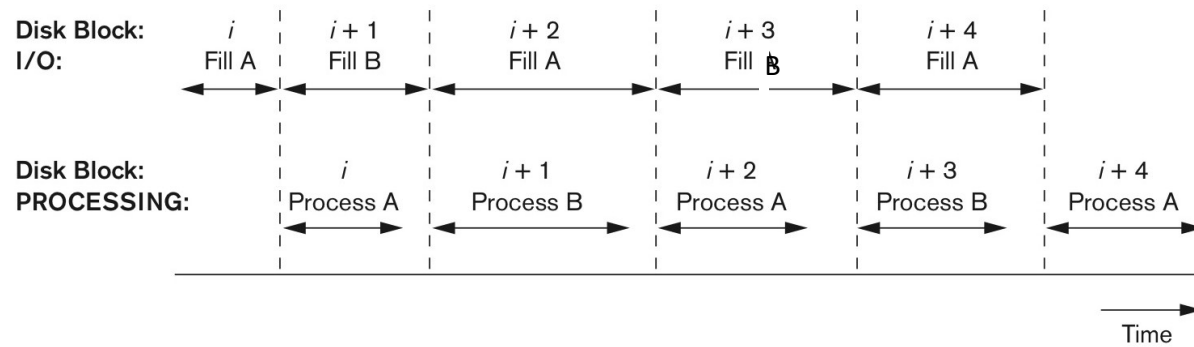 Disk Block: i i + 1 i + 2 i + 3 i + 4
I/O: Fill A Fill B Fill A Fill B Fill A
Disk Block: i i + 1 i + 2 i + 3 i + 4
PROCESSING: Process A Process B Process A Process B Process A
Time